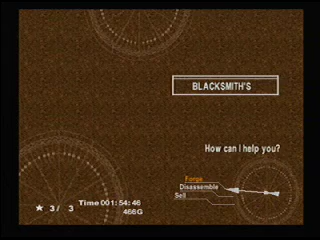 BLACKSMITH'S
How can I help you?
Forge
Disassemble
Sell
★ 3 / 3
Time 001:54:46
466G